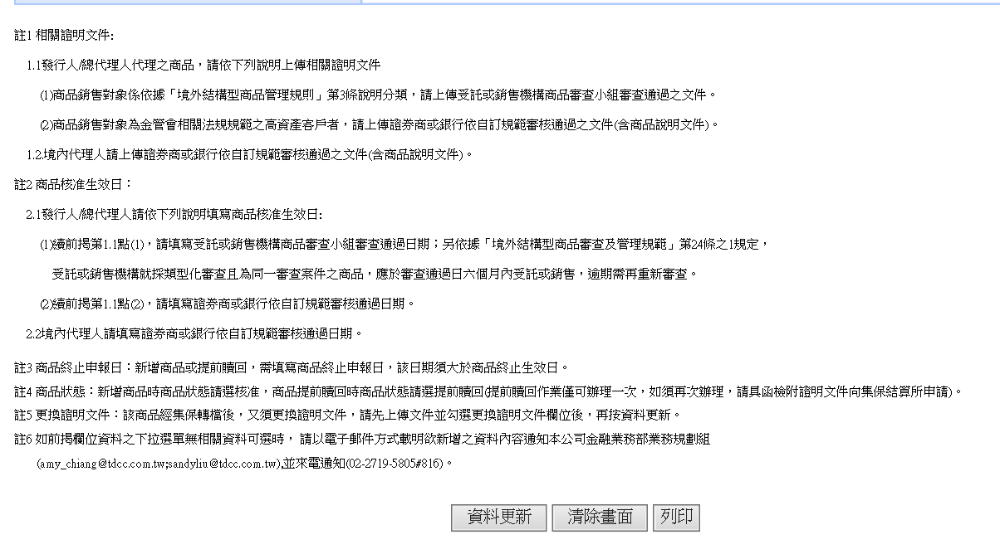 註1 相關證明文件:
1.1發行人/總代理人代理之商品，請依下列說明上傳相關證明文件
(1)商品銷售對象係依據「境外結構型商品管理規則」第3條說明分類，請上傳受託或銷售機構商品審查小組審查通過之文件。
(2)商品銷售對象為金管會相關法規規範之高資產客戶者，請上傳證券商或銀行依自訂規範審核通過之文件(含商品說明文件)。
1.2.境內代理人請上傳證券商或銀行依自訂規範審核通過之文件(含商品說明文件)。
註2 商品核准生效日：
2.1發行人/總代理人請依下列說明填寫商品核准生效日:
(1)續前揭第1.1點(1)，請填寫受託或銷售機構商品審查小組審查通過日期；另依據「境外結構型商品審查及管理規範」第24條之1規定，
受託或銷售機構就採類型化審查且為同一審查案件之商品，應於審查通過日六個月內受託或銷售，逾期需再重新審查。
(2)續前揭第1.1點(2)，請填寫證券商或銀行依自訂規範審核通過日期。
2.2境內代理人請填寫證券商或銀行依自訂規範審核通過日期。
註3 商品終止申報日：新增商品或提前贖回，需填寫商品終止申報日，該日期須大於商品終止生效日。
註4 商品狀態：新增商品時商品狀態請選核准，商品提前贖回時商品狀態請選提前贖回(提前贖回作業僅可辦理一次，如須再次辦理，請具函檢附證明文件向集保結算所申請)。
註5 更換證明文件：該商品經集保轉檔後，又須更換證明文件，請先上傳文件並勾選更換證明文件欄位後，再按資料更新。
註6 如前揭欄位資料之下拉選單無相關資料可選時， 請以電子郵件方式載明欲新增之資料內容通知本公司金融業務部業務規劃組
(amy_chiang@tdcc.com.tw;sandyliu@tdcc.com.tw),並來電通知(02-2719-5805#816)。
資料更新 清除畫面 列印